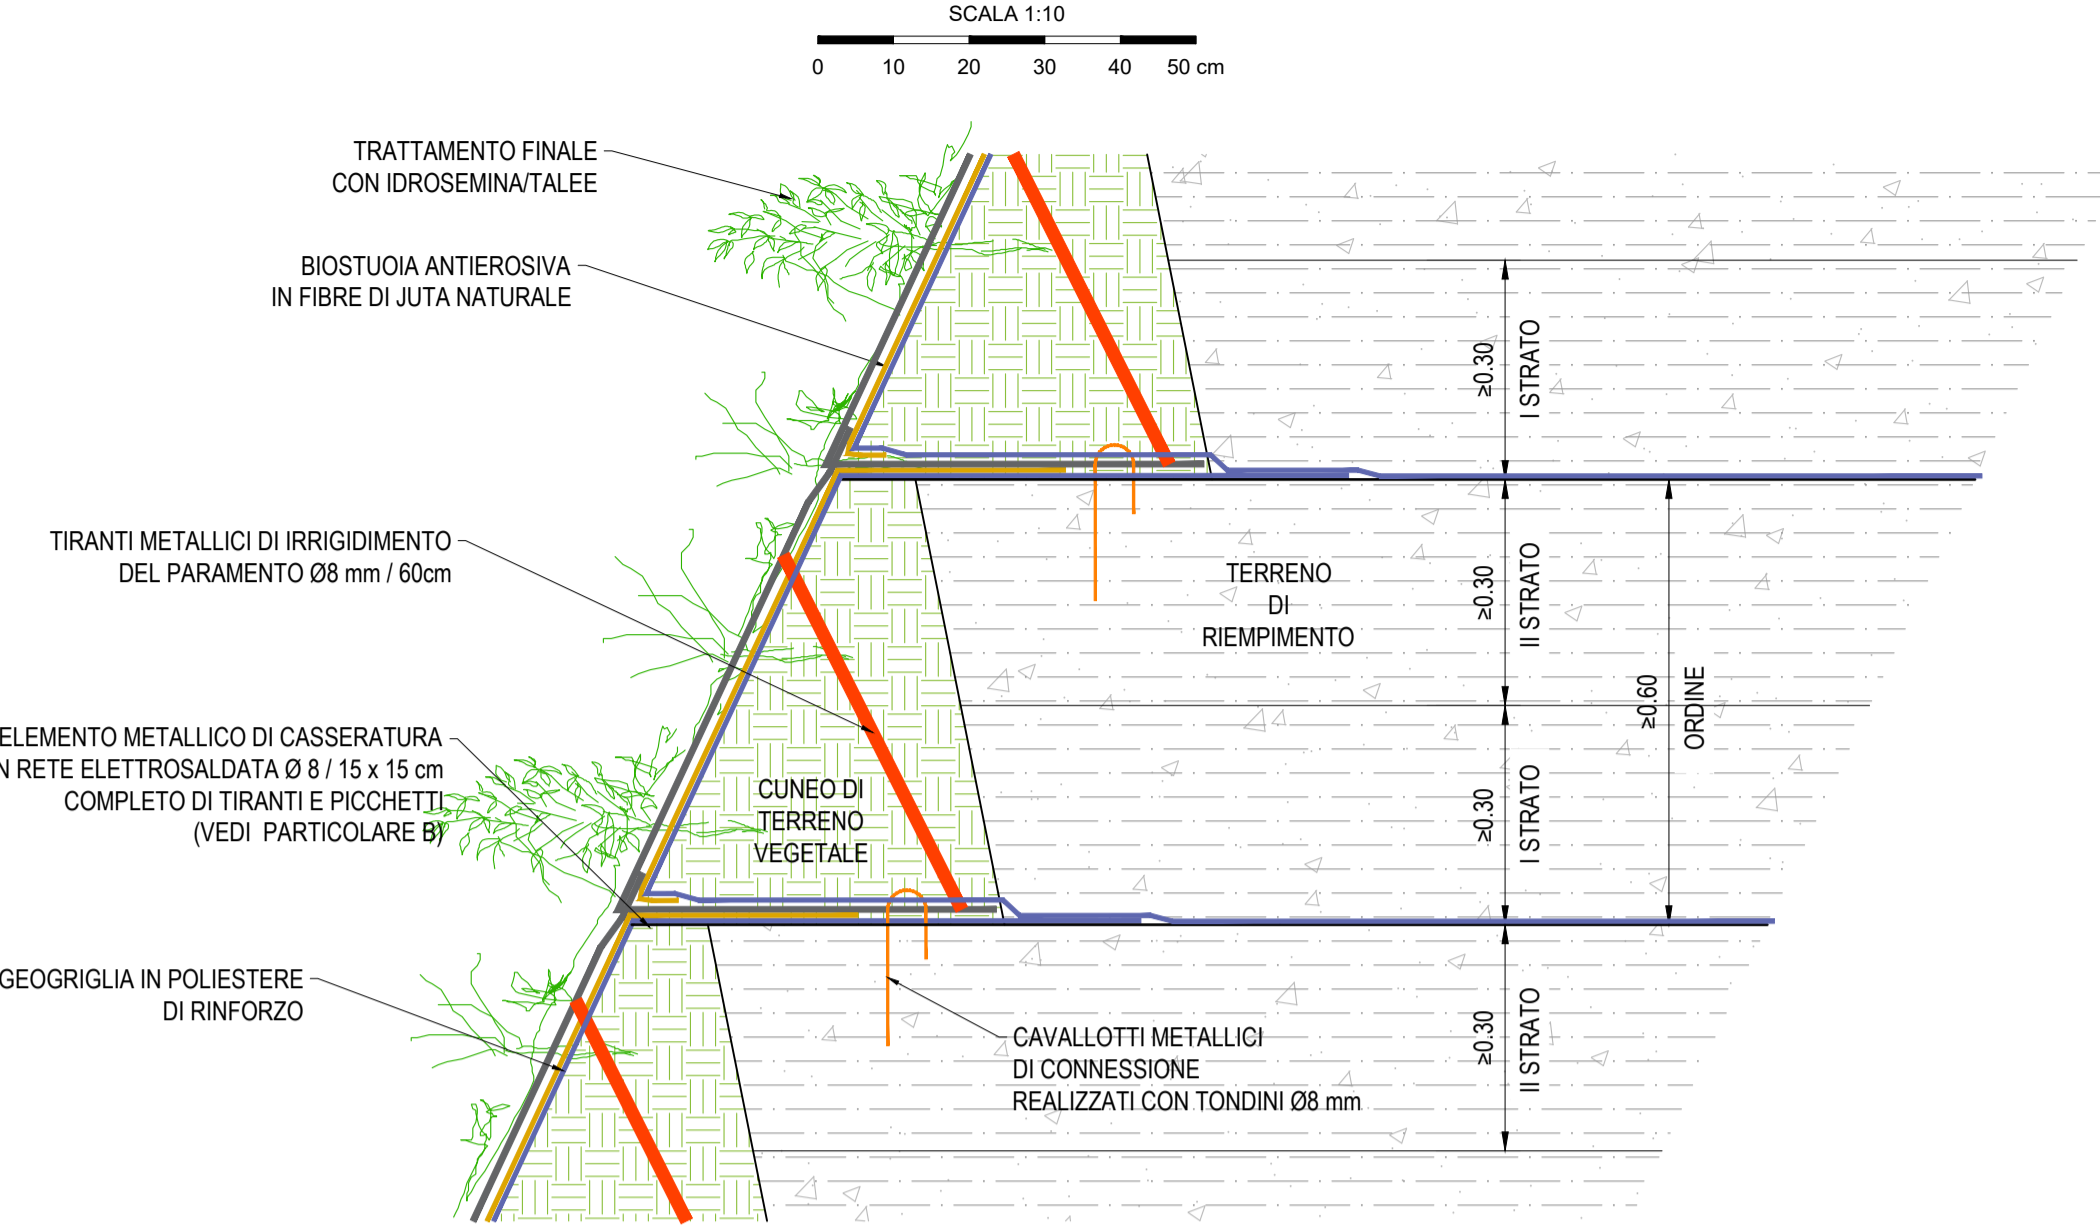 SCALA 1:10
0 10 20 30 40 50 cm
TRATTAMENTO FINALE
CON IDROSEMINA/TALEE
BIOSTUOIA ANTIEROSIVA
IN FIBRE DI JUTA NATURALE
≥0.30
I STRATO
TIRANTI METALLICI DI IRRIGIDIMENTO
DEL PARAMENTO Ø8 mm / 60cm
TERRENO
DI
RIEMPIMENTO
≥0.30
II STRATO
≥0.60
ORDINE
ELEMENTO METALLICO DI CASSERATURA
N RETE ELETTROSALDATA Ø 8 / 15 x 15 cm
COMPLETO DI TIRANTI E PICCHETTI
(VEDI PARTICOLARE B)
CUNEO DI
TERRENO
VEGETALE
≥0.30
I STRATO
GEOGRIGLIA IN POLIESTERE
DI RINFORZO
CAVALLOTTI METALLICI
DI CONNESSIONE
REALIZZATI CON TONDINI Ø8 mm
≥0.30
II STRATO